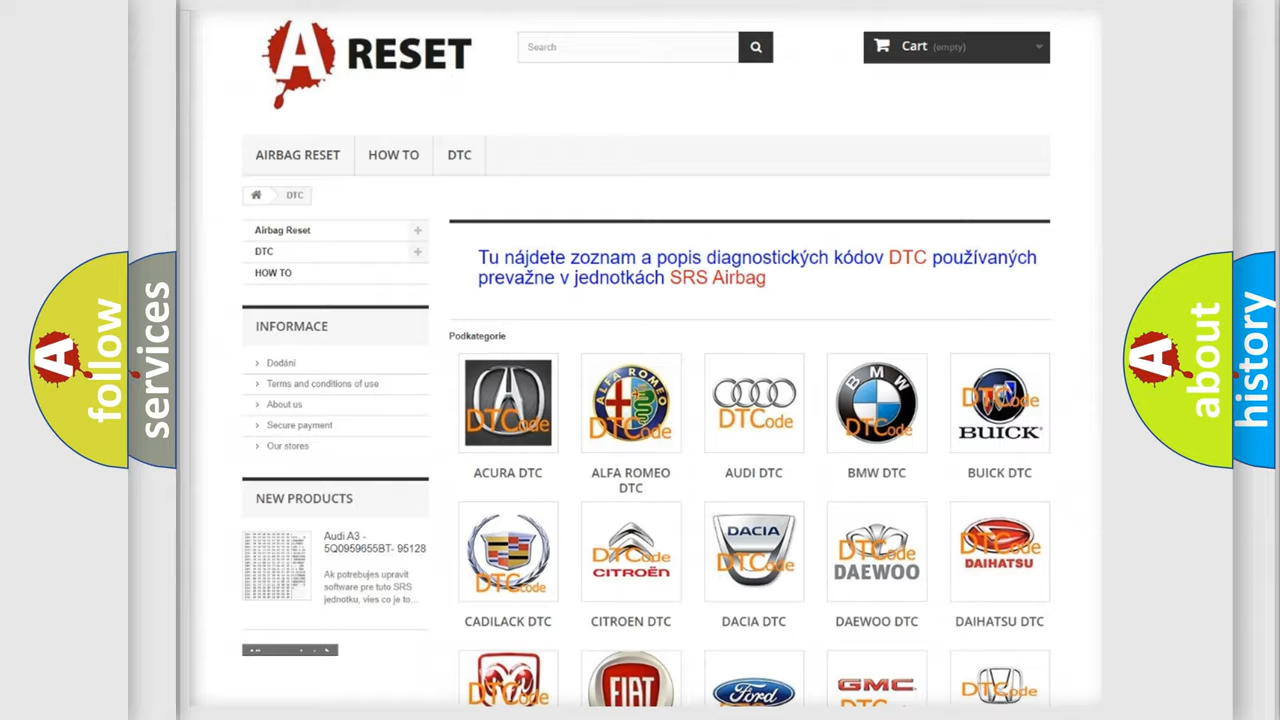 A RESET
Search
Cart (empty)
AIRBAG RESET
HOW TO
DTC
DTC
Airbag Reset
DTC
HOW TO
INFORMACE
Dodání
Terms and conditions of use
About us
Secure payment
Our stores
NEW PRODUCTS
Audi A3 -
5Q0959655BT- 95128
Ak potrebujes upravit
software pre tuto SRS
jednotku, vies co je to...
Tu nájdete zoznam a popis diagnostických kódov DTC používaných
prevažne v jednotkách SRS Airbag
Podkategorie
DTCode
ALFA ROMEO
DTCode
DTCode
BMW
DTCode
DTCode
BUICK
ACURA DTC
ALFA ROMEO
DTC
AUDI DTC
BMW DTC
BUICK DTC
DTCode
DTCode
CITROËN
DACIA
DTCode
DTCode
DAEWOO
DTCode
DAIHATSU
CADILACK DTC
CITROEN DTC
DACIA DTC
DAEWOO DTC
DAIHATSU DTC
DTCode
FIAT
Ford
GMC
DTCode
A follow
services
A about
history